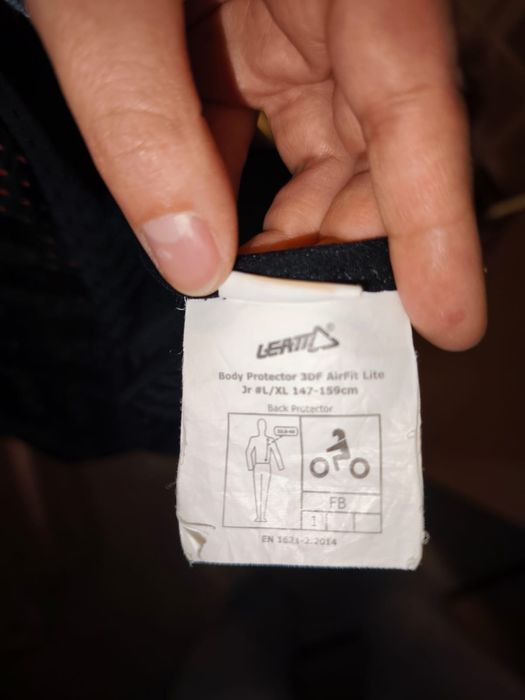 LEATT
Body Protector 3DF AirFit Lite
Jr #L/XL 147-159cm
Back Protector
FB
1
EN 1621-2:2014